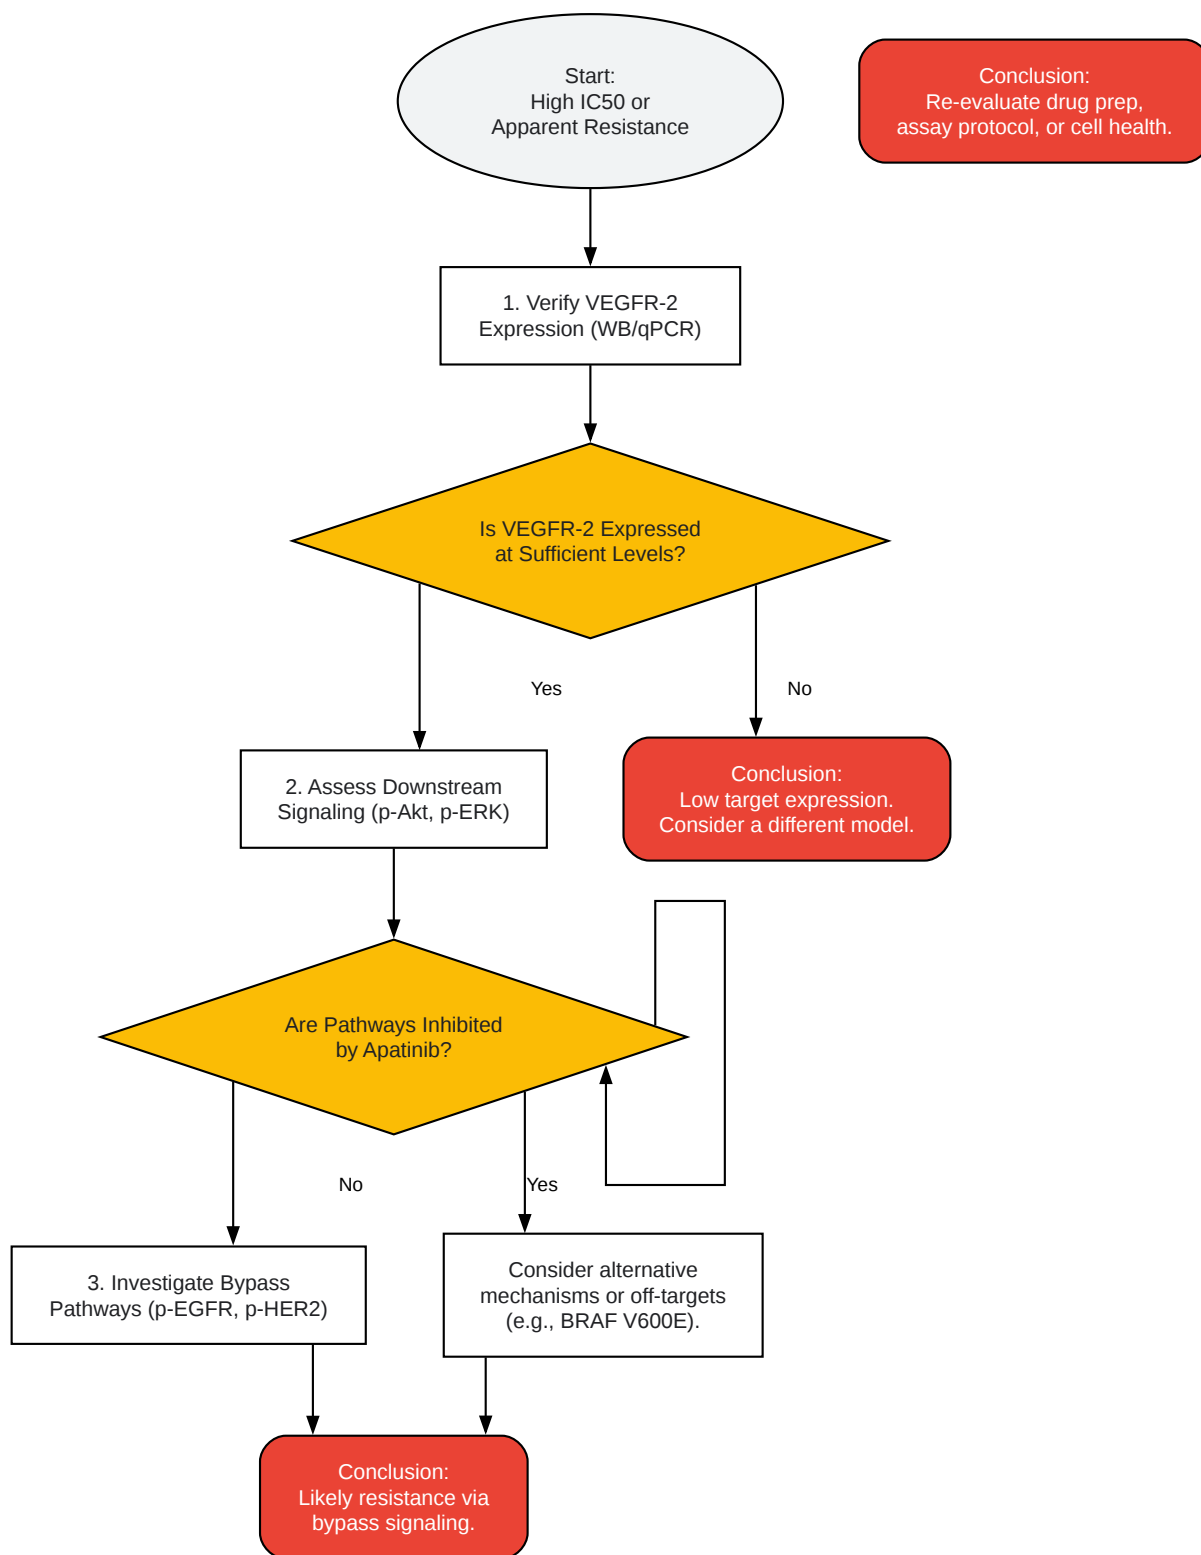 Start:
High IC50 or
Apparent Resistance
Conclusion:
Re-evaluate drug prep,
assay protocol, or cell health.
1. Verify VEGFR-2
Expression (WB/qPCR)
Is VEGFR-2 Expressed
at Sufficient Levels?
Yes
No
2. Assess Downstream
Signaling (p-Akt, p-ERK)
Conclusion:
Low target expression.
Consider a different model.
Are Pathways Inhibited
by Apatinib?
No
Yes
3. Investigate Bypass
Pathways (p-EGFR, p-HER2)
Consider alternative
mechanisms or off-targets
(e.g., BRAF V600E).
Conclusion:
Likely resistance via
bypass signaling.